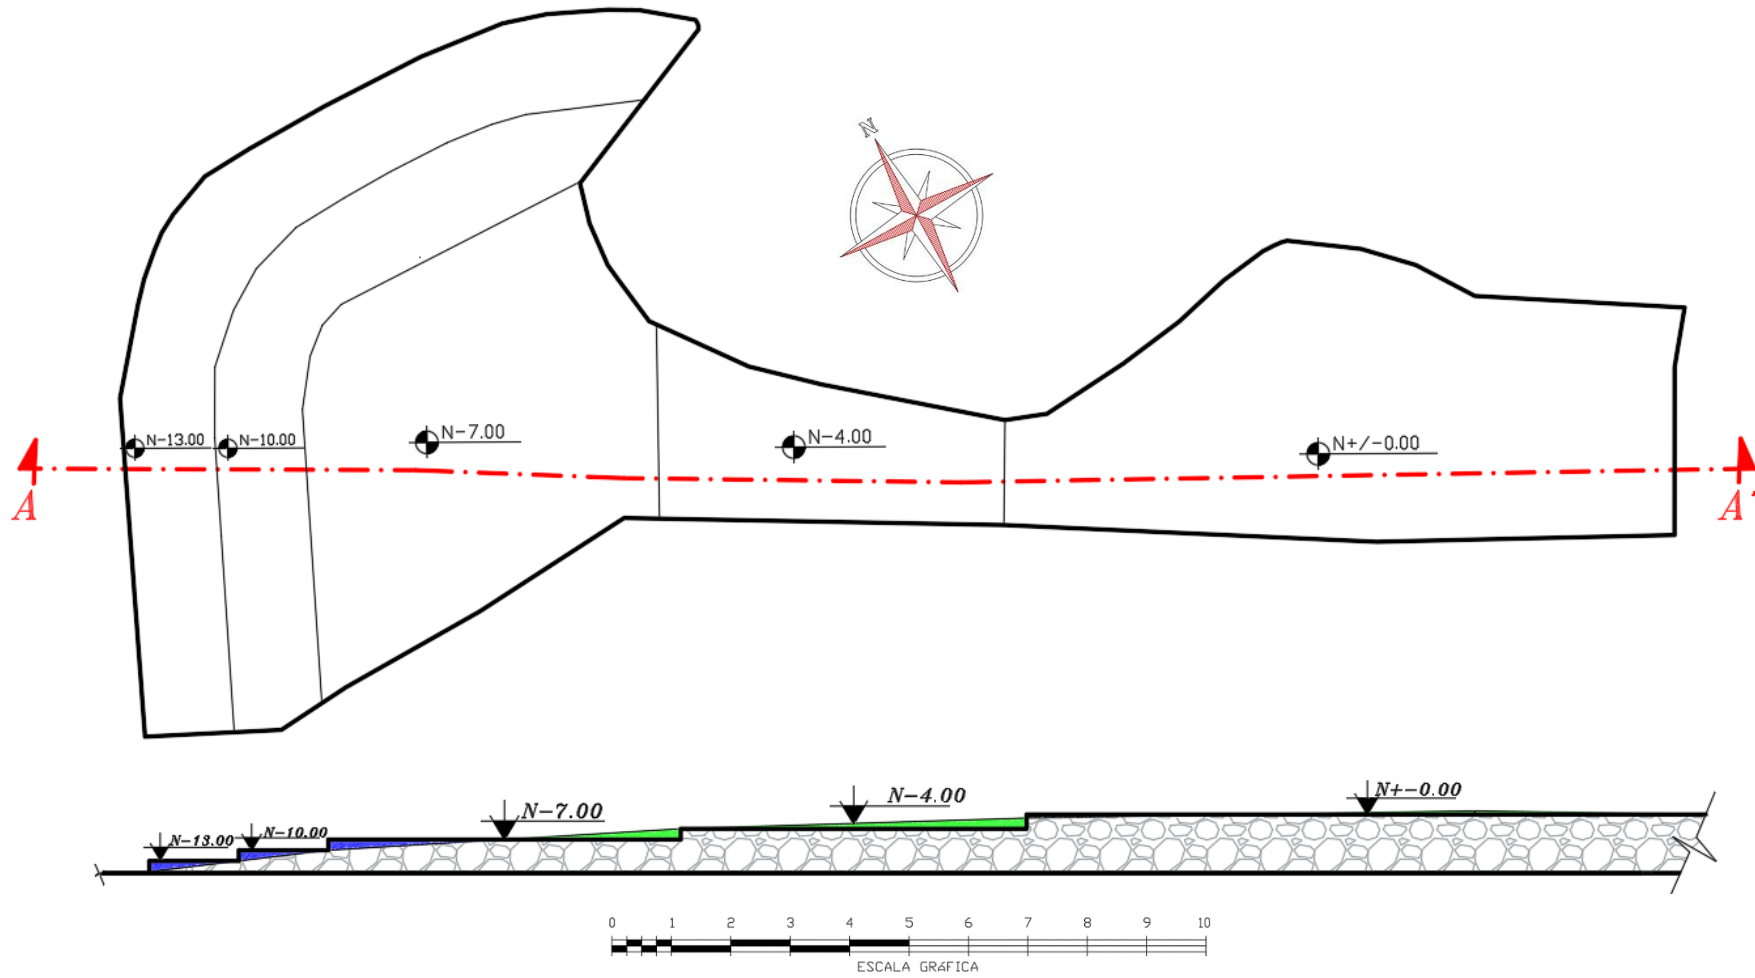 N
N-13.00
N-10.00
N-7.00
N-4.00
N+/-0.00
A
A'
N-13.00
N-10.00
N-7.00
N-4.00
N+-0.00
0 1 2 3 4 5 6 7 8 9 10
ESCALA GRÁFICA